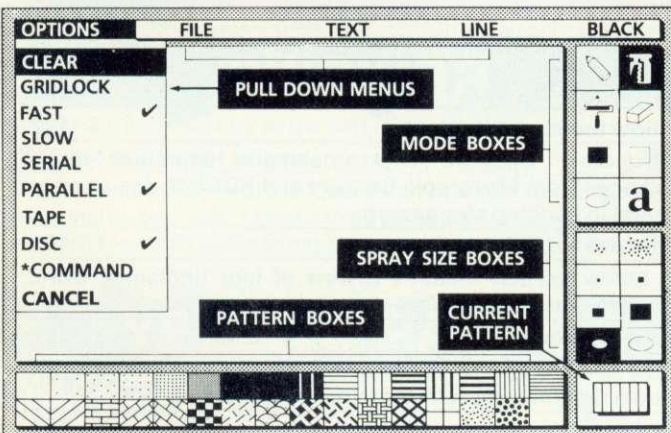 OPTIONS FILE TEXT LINE BLACK
CLEAR
GRIDLOCK
FAST ✔
SLOW
SERIAL
PARALLEL ✔
TAPE
DISC ✔
*COMMAND
CANCEL
PULL DOWN MENUS
MODE BOXES
a
SPRAY SIZE BOXES
PATTERN BOXES
CURRENT
PATTERN